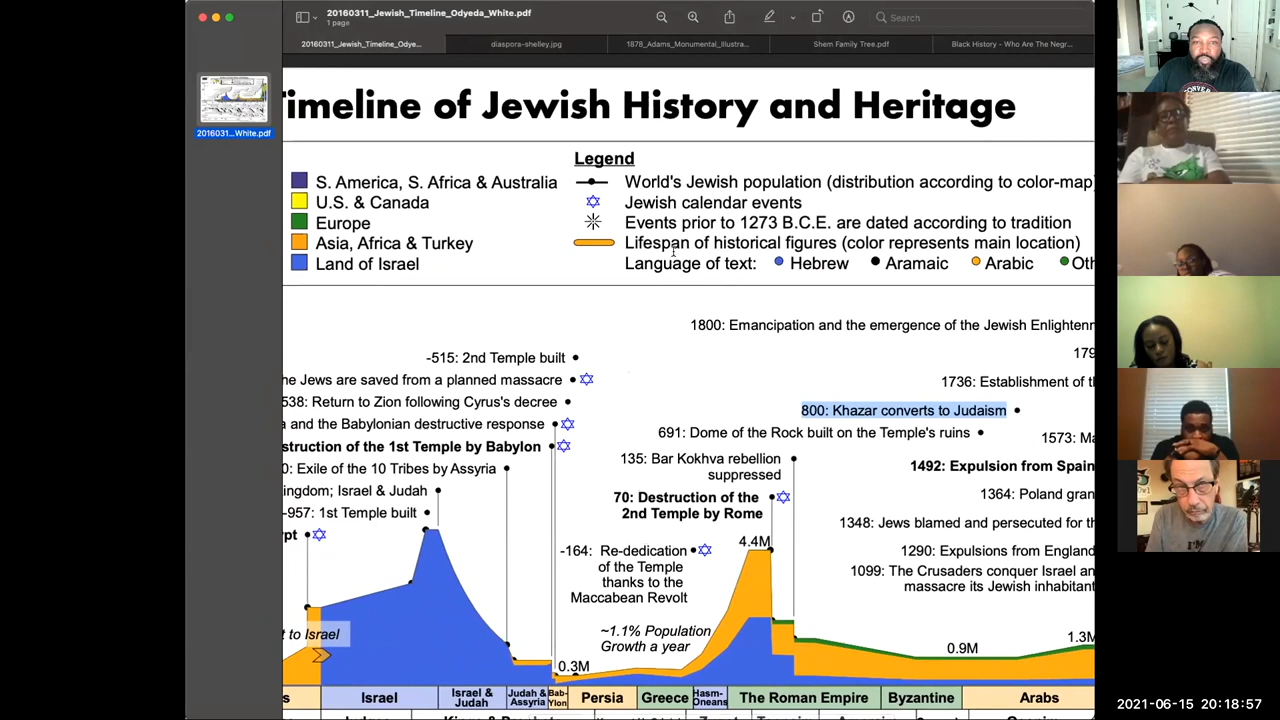 20160311_Jewish_Timeline_Odyeda_White.pdf
1 page
Search
20160311_Jewish_Timeline_Odye...
diaspora-shelley.jpg
1878_Adams_Monumental_Illustra...
Shem Family Tree.pdf
Black History - Who Are The Negr...
2016031...White.pdf
Timeline of Jewish History and Heritage
Legend
S. America, S. Africa & Australia
U.S. & Canada
Europe
Asia, Africa & Turkey
Land of Israel
World's Jewish population (distribution according to color-map)
Jewish calendar events
Events prior to 1273 B.C.E. are dated according to tradition
Lifespan of historical figures (color represents main location)
Language of text: Hebrew Aramaic Arabic Oth
1800: Emancipation and the emergence of the Jewish Enlightenn
-515: 2nd Temple built
179
he Jews are saved from a planned massacre
1736: Establishment of th
538: Return to Zion following Cyrus's decree
800: Khazar converts to Judaism
a and the Babylonian destructive response
691: Dome of the Rock built on the Temple's ruins
1573: Ma
struction of the 1st Temple by Babylon
135: Bar Kokhva rebellion
suppressed
1492: Expulsion from Spain
0: Exile of the 10 Tribes by Assyria
ingdom; Israel & Judah
70: Destruction of the
2nd Temple by Rome
1364: Poland gran
-957: 1st Temple built
1348: Jews blamed and persecuted for th
ypt
4.4M
-164: Re-dedication
of the Temple
thanks to the
Maccabean Revolt
1290: Expulsions from England
1099: The Crusaders conquer Israel an
massacre its Jewish inhabitant
t to Israel
~1.1% Population
Growth a year
0.3M
0.9M
1.3M
s
Israel
Israel &
Judah
Judah &
Assyria
Bab-
Ylon
Persia
Greece
Hasm-
Oneans
The Roman Empire
Byzantine
Arabs
2021-06-15 20:18:57